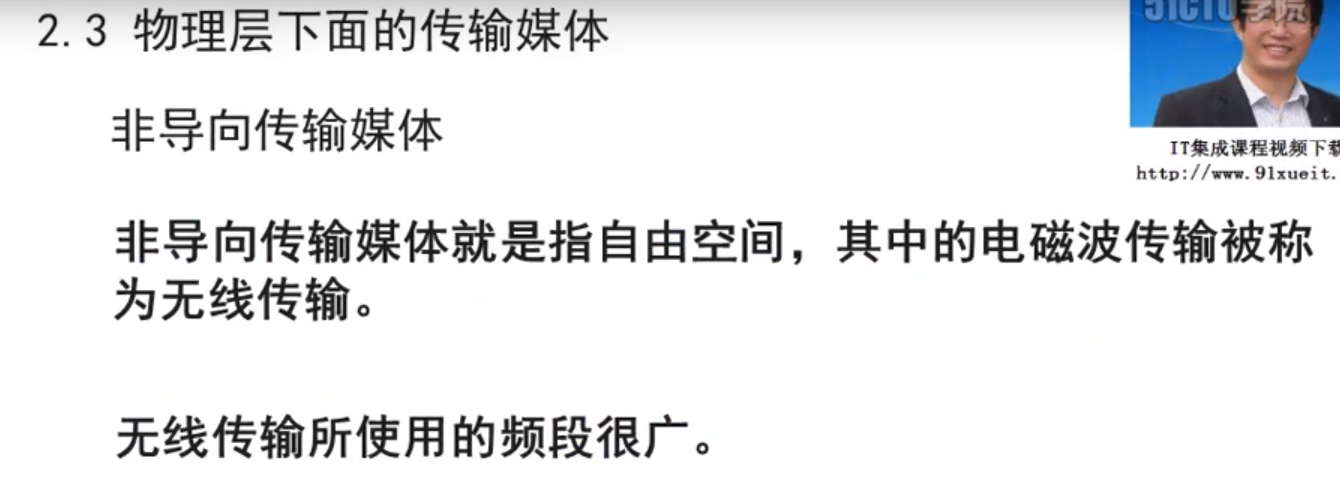 2.3 物理层下面的传输媒体
51CTO学院
非导向传输媒体
IT集成课程视频下载
http://www.91xueit.
非导向传输媒体就是指自由空间，其中的电磁波传输被称
为无线传输。
无线传输所使用的频段很广。